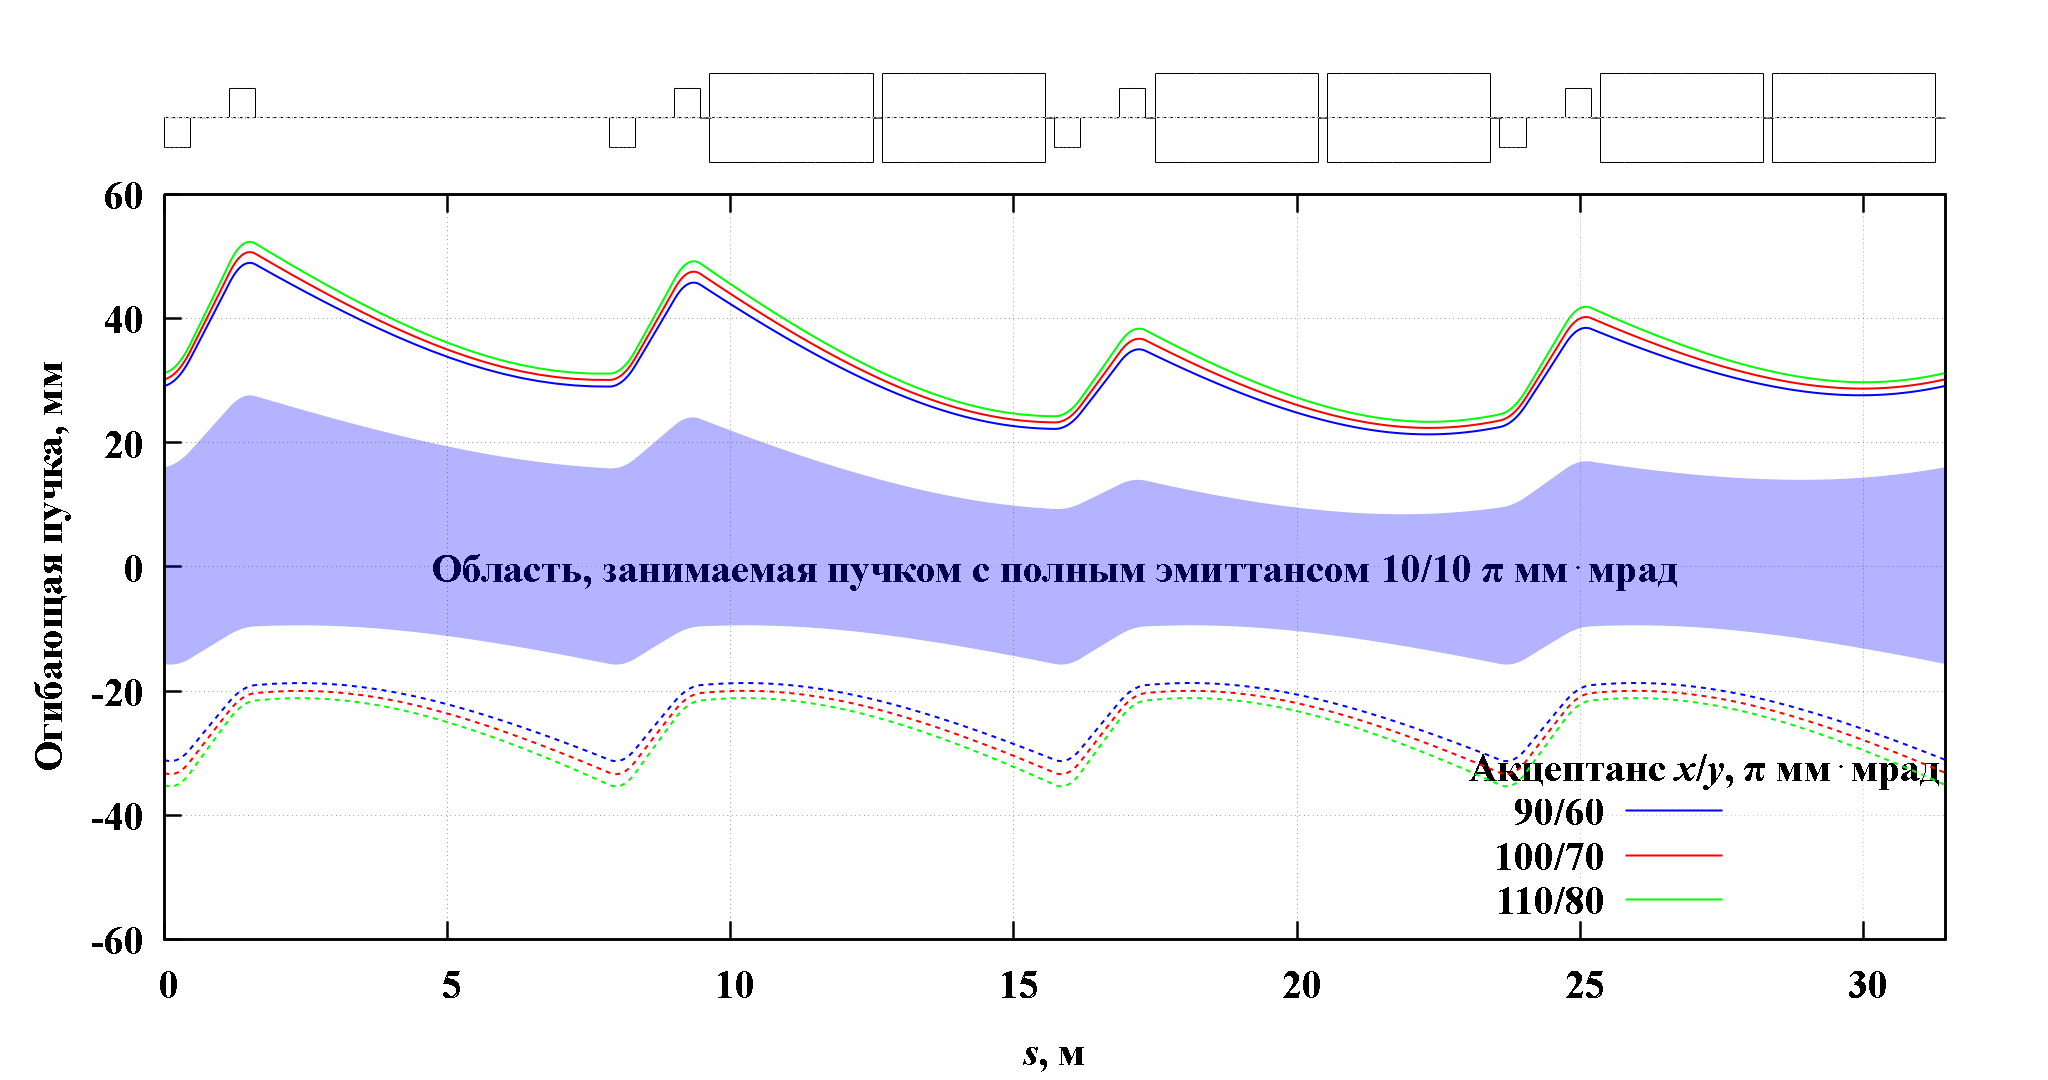 60
40
20
0
-20
-40
-60
Огибающая пучка, мм
Область, занимаемая пучком с полным эмиттансом 10/10 π мм·мрад
Акцептанс x/y, π мм·мрад
90/60
100/70
110/80
0 5 10 15 20 25 30
s, м